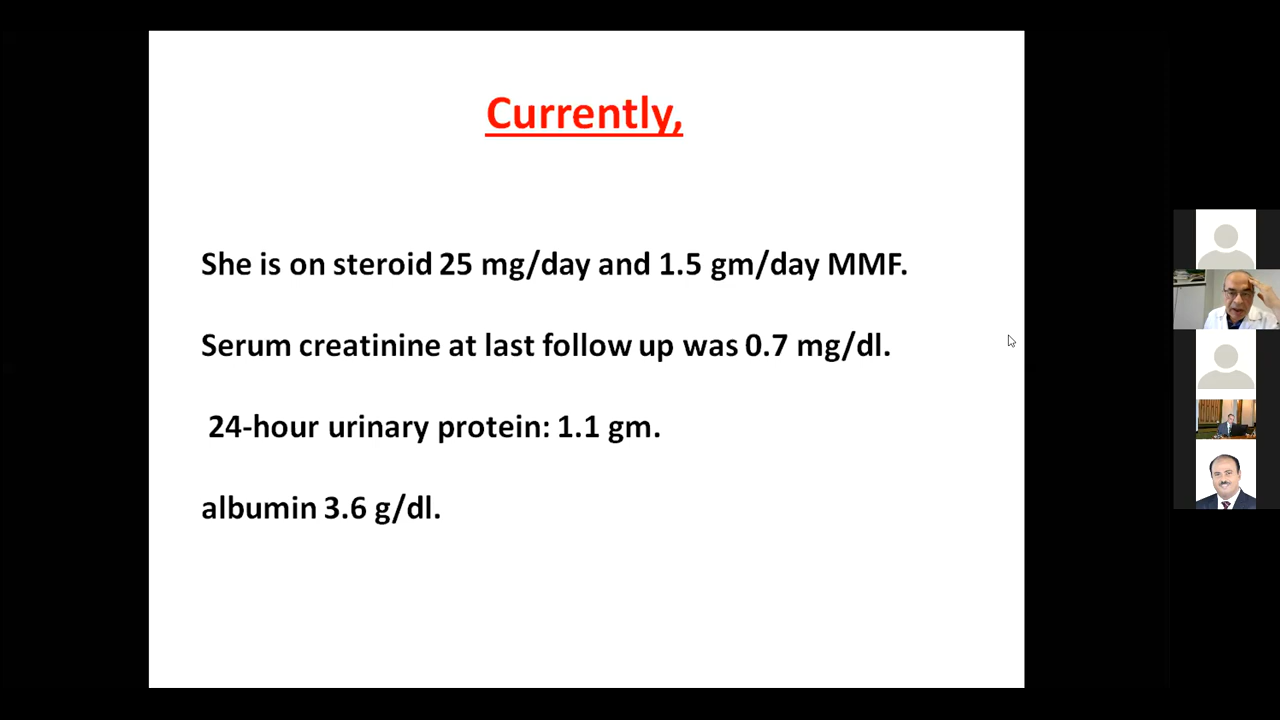 Currently,
She is on steroid 25 mg/day and 1.5 gm/day MMF.
Serum creatinine at last follow up was 0.7 mg/dl.
24-hour urinary protein: 1.1 gm.
albumin 3.6 g/dl.